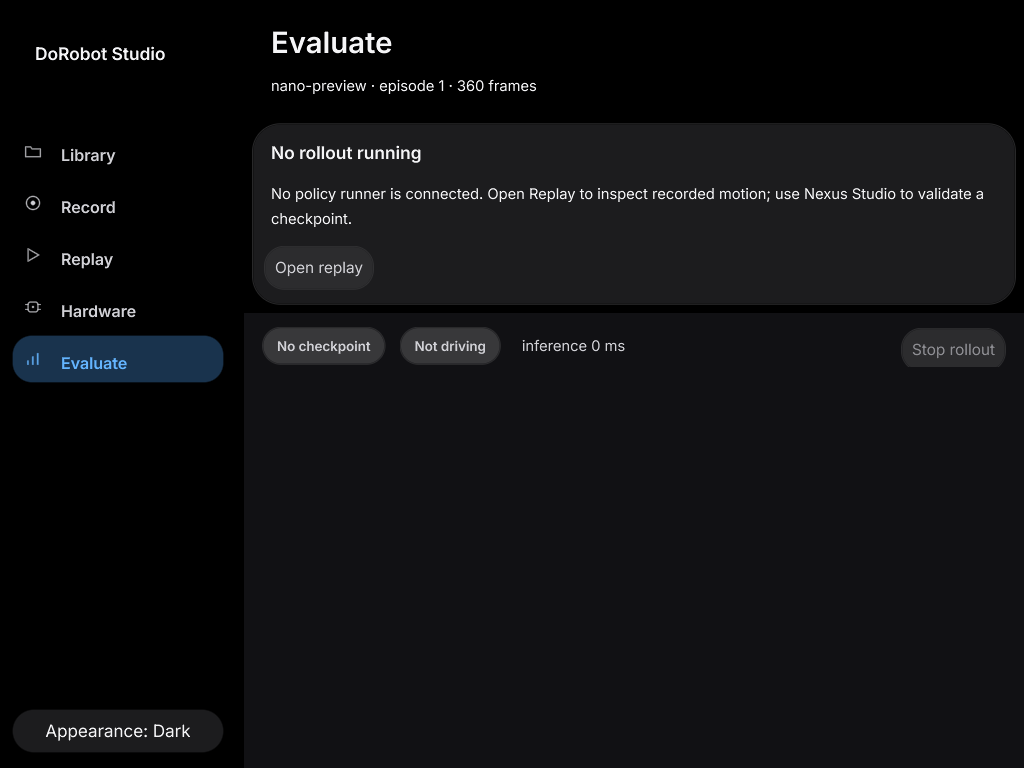 DoRobot Studio
Library
Record
Replay
Hardware
Evaluate
Appearance: Dark
Evaluate
nano-preview · episode 1 · 360 frames
No rollout running
No policy runner is connected. Open Replay to inspect recorded motion; use Nexus Studio to validate a
checkpoint.
Open replay
No checkpoint
Not driving
inference 0 ms
Stop rollout